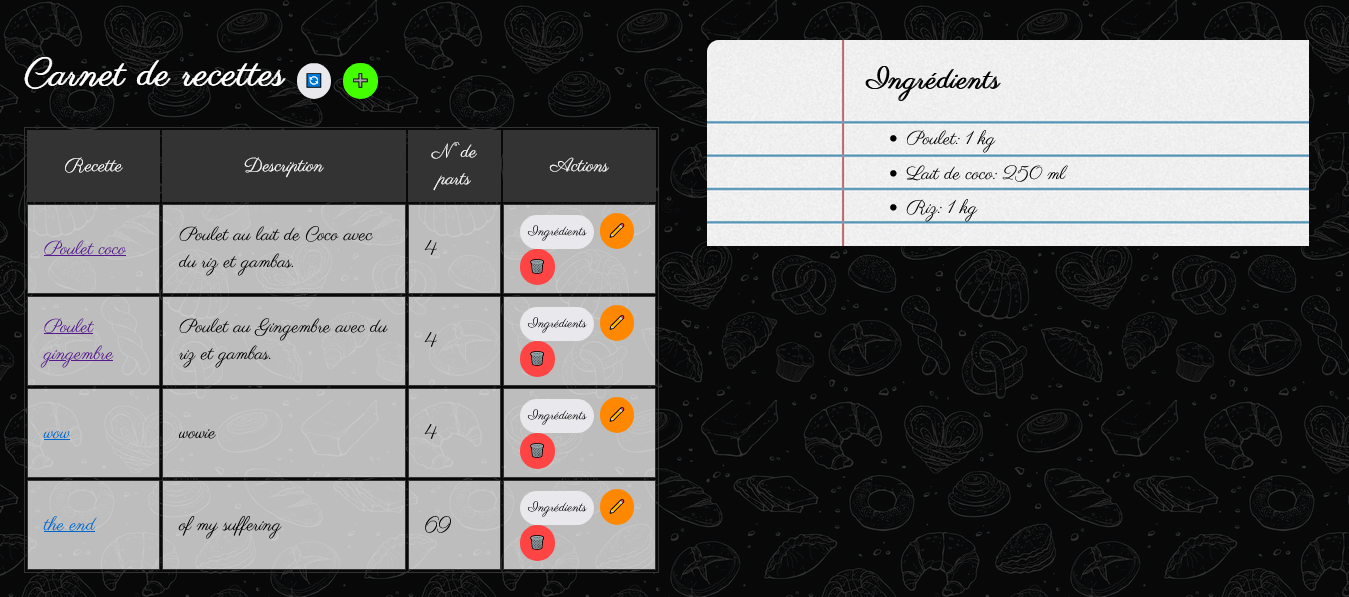 Carnet de recettes
Recette
Description
N° de
parts
Actions
Poulet coco
Poulet au lait de Coco avec
du riz et gambas.
4
Ingrédients
Poulet
gingembre
Poulet au Gingembre avec du
riz et gambas.
4
Ingrédients
wow
wowie
4
Ingrédients
the end
of my suffering
69
Ingrédients
Ingrédients
• Poulet: 1 kg
• Lait de coco: 250 ml
• Riz: 1 kg